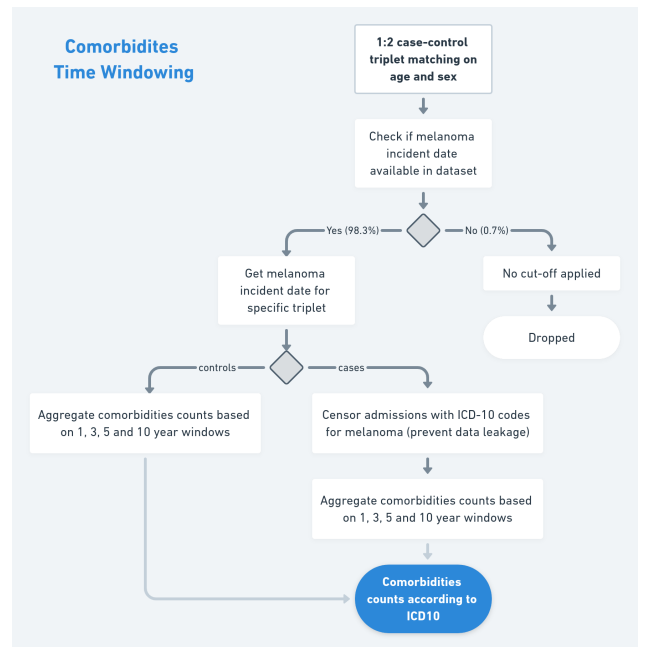 Comorbidites
Time Windowing
1:2 case-control
triplet matching on
age and sex
Check if melanoma
incident date
available in dataset
Yes (98.3%)
No (0.7%)
Get melanoma
incident date for
specific triplet
No cut-off applied
Dropped
controls
cases
Aggregate comorbidities counts based
on 1, 3, 5 and 10 year windows
Censor admissions with ICD-10 codes
for melanoma (prevent data leakage)
Aggregate comorbidities counts based
on 1, 3, 5 and 10 year windows
Comorbidities
counts according to
ICD10